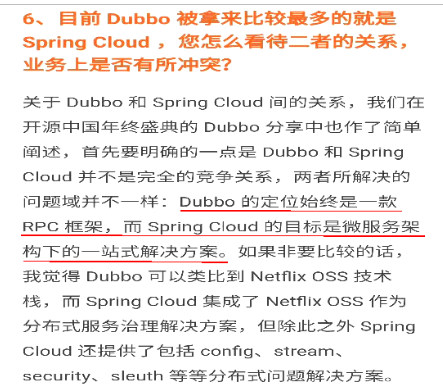 6、目前 Dubbo 被拿来比较最多的就是
Spring Cloud ，您怎么看待二者的关系，
业务上是否有所冲突？
关于 Dubbo 和 Spring Cloud 间的关系，我们在
开源中国年终盛典的 Dubbo 分享中也作了简单
阐述，首先要明确的一点是 Dubbo 和 Spring
Cloud 并不是完全的竞争关系，两者所解决的
问题域并不一样：Dubbo 的定位始终是一款
RPC 框架，而 Spring Cloud 的目标是微服务架
构下的一站式解决方案。如果非要比较的话，
我觉得 Dubbo 可以类比到 Netflix OSS 技术
栈，而 Spring Cloud 集成了 Netflix OSS 作为
分布式服务治理解决方案，但除此之外 Spring
Cloud 还提供了包括 config、stream、
security、sleuth 等等分布式问题解决方案。